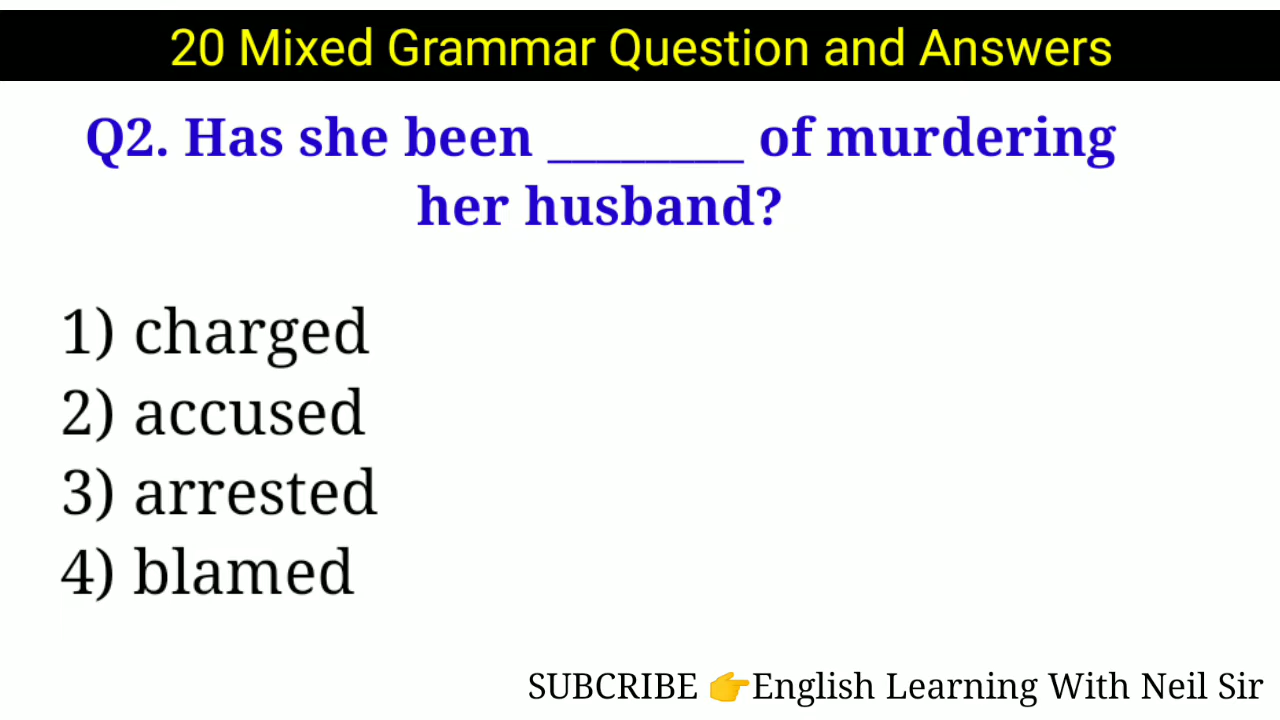 20 Mixed Grammar Question and Answers
Q2. Has she been ________ of murdering
her husband?
1) charged
2) accused
3) arrested
4) blamed
SUBCRIBE 👉English Learning With Neil Sir